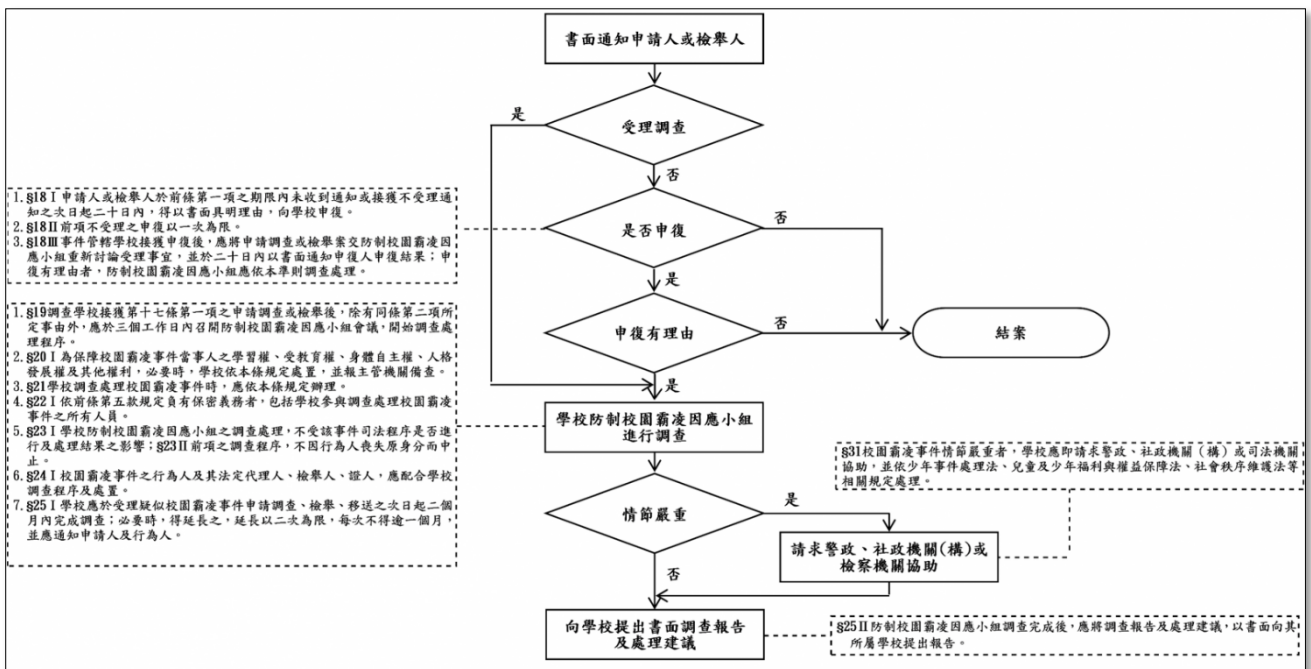 書面通知申請人或檢舉人
是
受理調查
否
1. §18Ⅰ申請人或檢舉人於前條第一項之期限內未收到通知或接獲不受理通
知之次日起二十日內，得以書面具明理由，向學校申復。
2. §18Ⅱ前項不受理之申復以一次為限。
3. §18Ⅲ事件管轄學校接獲申復後，應將申請調查或檢舉案交防制校園霸凌因
應小組重新討論受理事宜，並於二十日內以書面通知申復人申復結果；申
復有理由者，防制校園霸凌因應小組應依本準則調查處理。
是否申復
否
是
申復有理由
否
結案
是
1. §19調查學校接獲第十七條第一項之申請調查或檢舉後，除有同條第二項所
定事由外，應於三個工作日內召開防制校園霸凌因應小組會議，開始調查處
理程序。
2. §20Ⅰ為保障校園霸凌事件當事人之學習權、受教育權、身體自主權、人格
發展權及其他權利，必要時，學校依本條規定處置，並報主管機關備查。
3. §21學校調查處理校園霸凌事件時，應依本條規定辦理。
4. §22Ⅰ依前條第五款規定負有保密義務者，包括學校參與調查處理校園霸凌
事件之所有人員。
5. §23Ⅰ學校防制校園霸凌因應小組之調查處理，不受該事件司法程序是否進
行及處理結果之影響；§23Ⅱ前項之調查程序，不因行為人喪失原身分而中
止。
6. §24Ⅰ校園霸凌事件之行為人及其法定代理人、檢舉人、證人，應配合學校
調查程序及處置。
7. §25Ⅰ學校應於受理疑似校園霸凌事件申請調查、檢舉、移送之次日起二個
月內完成調查；必要時，得延長之，延長以二次為限，每次不得逾一個月，
並應通知申請人及行為人。
學校防制校園霸凌因應小組
進行調查
§31校園霸凌事件情節嚴重者，學校應即請求警政、社政機關（構）或司法機關
協助，並依少年事件處理法、兒童及少年福利與權益保障法、社會秩序維護法等
相關規定處理。
情節嚴重
是
請求警政、社政機關(構)或
檢察機關協助
否
向學校提出書面調查報告
及處理建議
§25Ⅱ防制校園霸凌因應小組調查完成後，應將調查報告及處理建議，以書面向其
所屬學校提出報告。